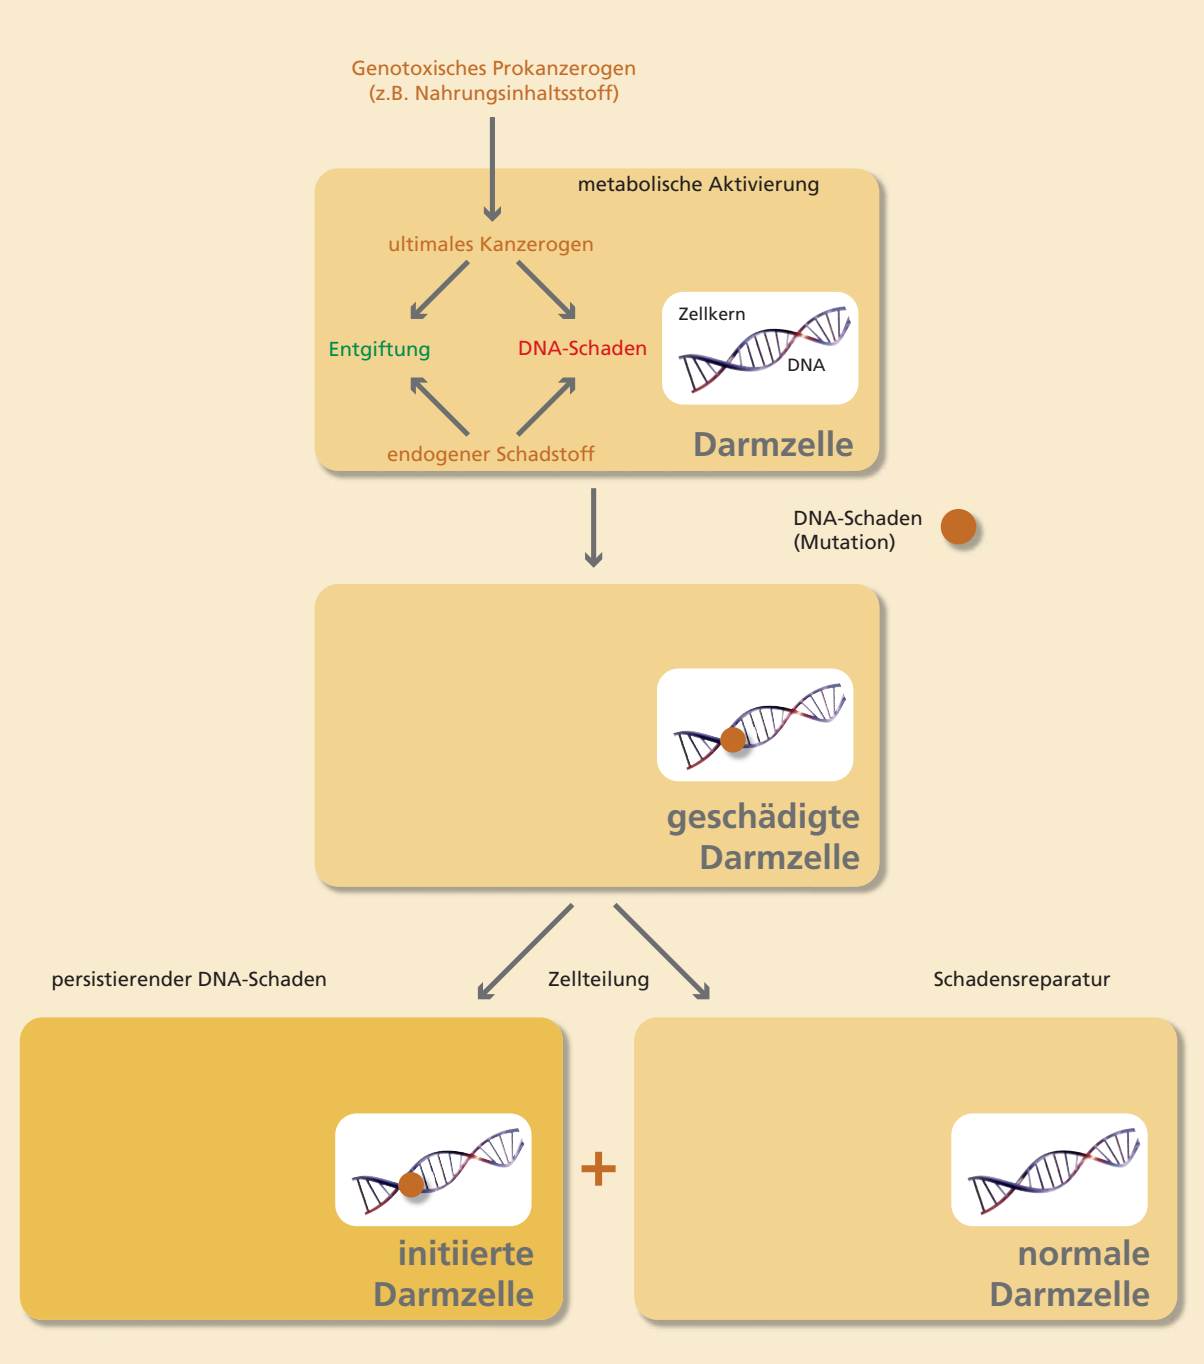 Genotoxisches Prokanzerogen
(z.B. Nahrungsinhaltsstoff)
metabolische Aktivierung
ultimales Kanzerogen
Zellkern
Entgiftung
DNA-Schaden
DNA
endogener Schadstoff
Darmzelle
DNA-Schaden
(Mutation)
geschädigte
Darmzelle
persistierender DNA-Schaden
Zellteilung
Schadensreparatur
+
initiierte
Darmzelle
normale
Darmzelle